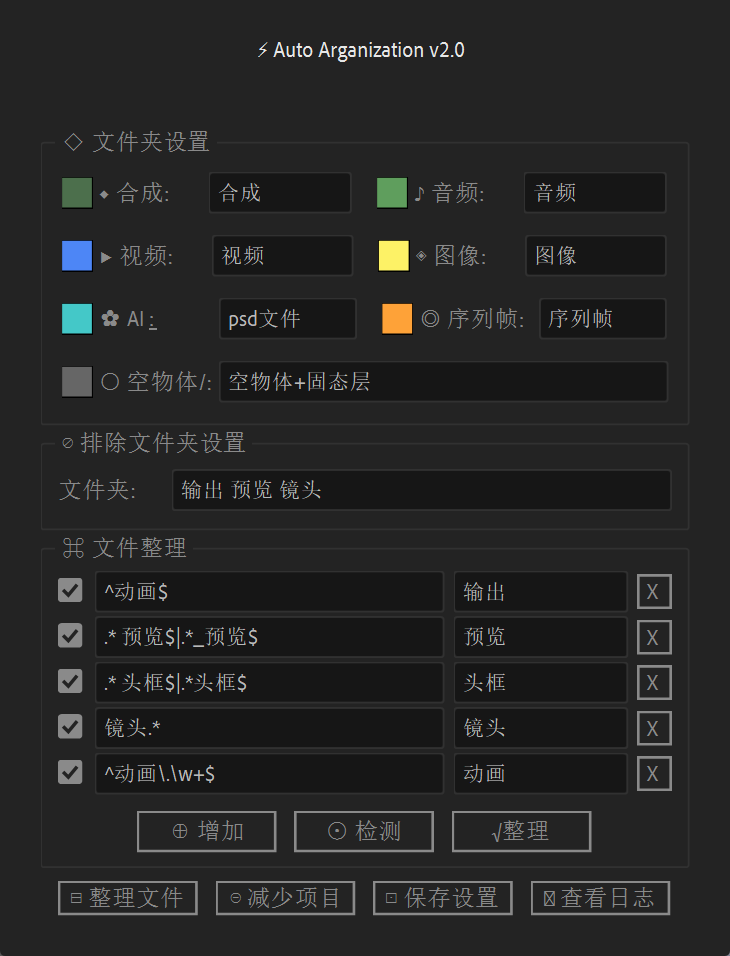 ⚡ Auto Arganization v2.0
◇ 文件夹设置
◆ 合成: 合成 ♪ 音频: 音频
▶ 视频: 视频 ◈ 图像: 图像
✿ AI : psd文件 ◎ 序列帧: 序列帧
○ 空物体/: 空物体+固态层
⊘ 排除文件夹设置
文件夹: 输出 预览 镜头
⌘ 文件整理
^动画$ 输出 X
.* 预览$|.*_预览$ 预览 X
.* 头框$|.*头框$ 头框 X
镜头.* 镜头 X
^动画\.\w+$ 动画 X
⊕ 增加 ⊙ 检测 √整理
⊟ 整理文件 ⊖ 减少项目 ⊡ 保存设置 查看日志